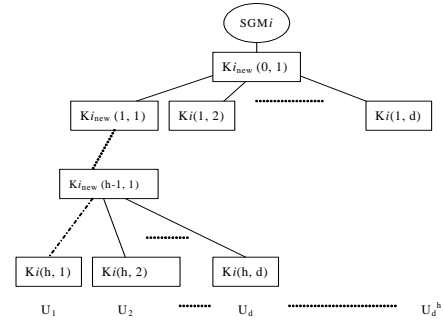 SGMi
Kinew (0, 1)
Kinew (1, 1) Ki(1, 2) Ki(1, d)
Kinew (h-1, 1)
Ki(h, 1) Ki(h, 2) Ki(h, d)
U1 U2 Ud Ud^h